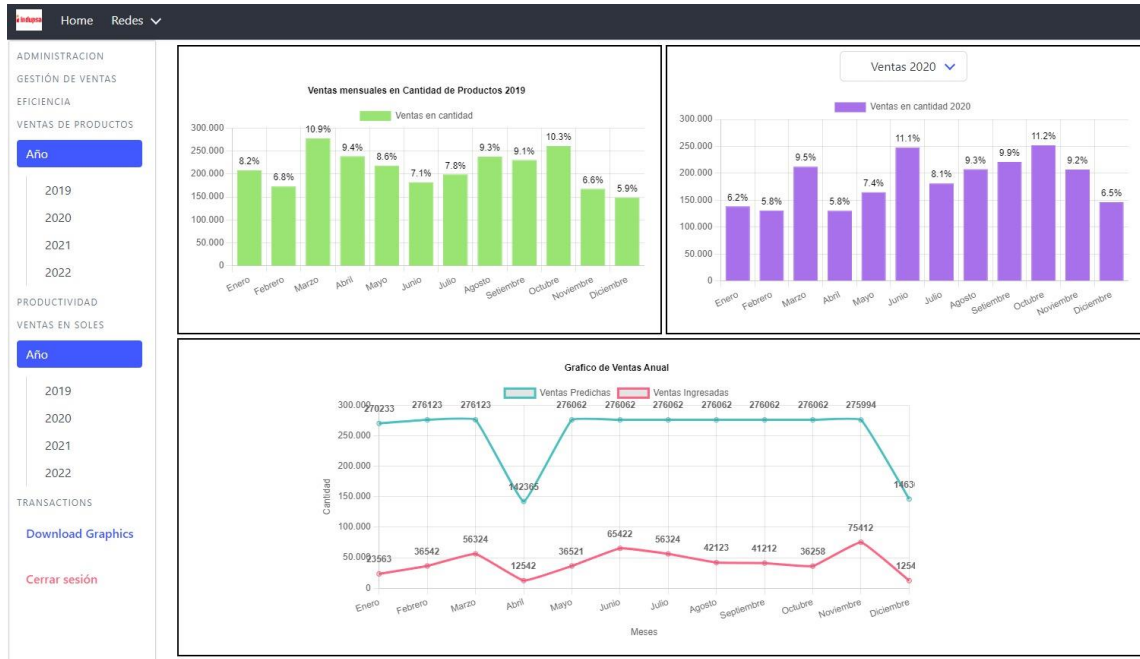 Home Redes
ADMINISTRACION
GESTIÓN DE VENTAS
EFICIENCIA
VENTAS DE PRODUCTOS
Año
2019
2020
2021
2022
PRODUCTIVIDAD
VENTAS EN SOLES
Año
2019
2020
2021
2022
TRANSACTIONS
Download Graphics
Cerrar sesión
Ventas mensuales en Cantidad de Productos 2019
Ventas en cantidad
300.000
250.000
200.000
150.000
100.000
50.000
0
8.2% 6.8% 10.9% 9.4% 8.6% 7.1% 7.8% 9.3% 9.1% 10.3% 6.6% 5.9%
Enero Febrero Marzo Abril Mayo Junio Julio Agosto Setiembre Octubre Noviembre Diciembre
Ventas 2020
Ventas en cantidad 2020
300.000
250.000
200.000
150.000
100.000
50.000
0
6.2% 5.8% 9.5% 5.8% 7.4% 11.1% 8.1% 9.3% 9.9% 11.2% 9.2% 6.5%
Enero Febrero Marzo Abril Mayo Junio Julio Agosto Setiembre Octubre Noviembre Diciembre
Grafico de Ventas Anual
Ventas Predichas Ventas Ingresadas
Cantidad
300.000
250.000
200.000
150.000
100.000
50.000
0
270233 276123 276123 142365 276062 276062 276062 276062 276062 276062 275994 1463
23563 36542 56324 12542 36521 65422 56324 42123 41212 36258 75412 1254
Enero Febrero Marzo Abril Mayo Junio Julio Agosto Septiembre Octubre Noviembre Diciembre
Meses